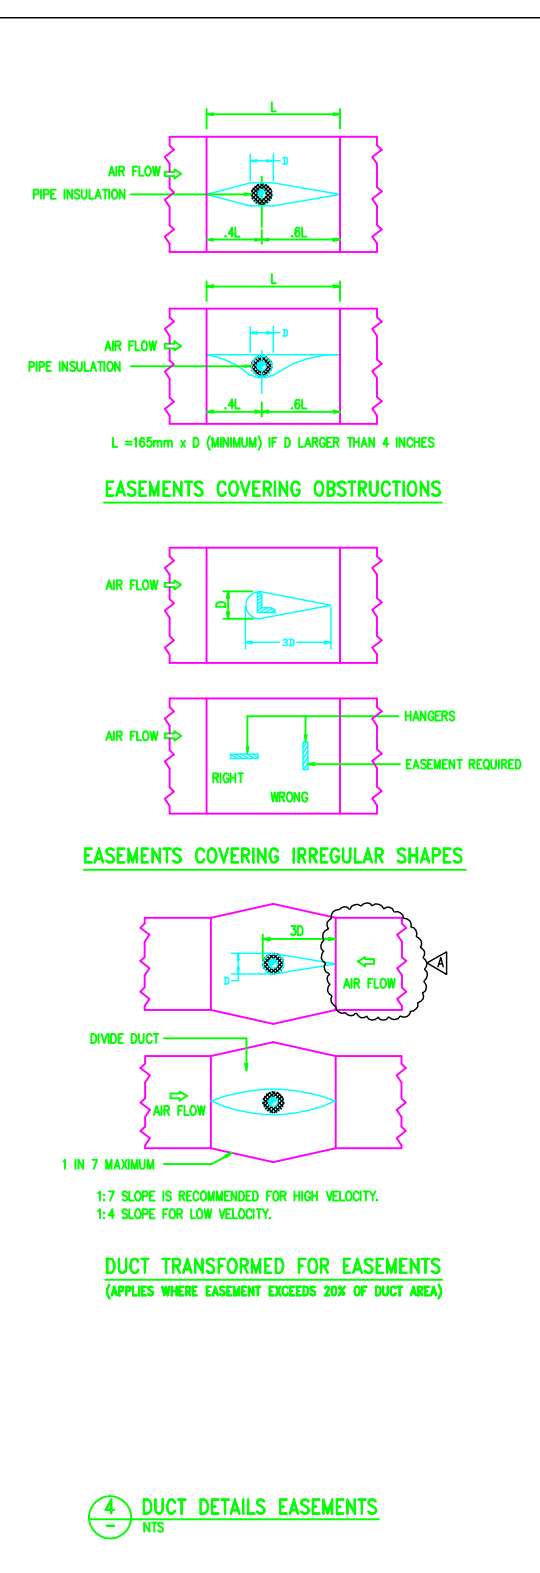 L
D
AIR FLOW
PIPE INSULATION
.4L .6L
L
D
AIR FLOW
PIPE INSULATION
.4L .6L
L =165mm x D (MINIMUM) IF D LARGER THAN 4 INCHES
EASEMENTS COVERING OBSTRUCTIONS
AIR FLOW
D
3D
HANGERS
AIR FLOW
EASEMENT REQUIRED
RIGHT
WRONG
EASEMENTS COVERING IRREGULAR SHAPES
3D
A
D
AIR FLOW
DIVIDE DUCT
AIR FLOW
1 IN 7 MAXIMUM
1:7 SLOPE IS RECOMMENDED FOR HIGH VELOCITY.
1:4 SLOPE FOR LOW VELOCITY.
DUCT TRANSFORMED FOR EASEMENTS
(APPLIES WHERE EASEMENT EXCEEDS 20% OF DUCT AREA)
4 DUCT DETAILS EASEMENTS
- NTS